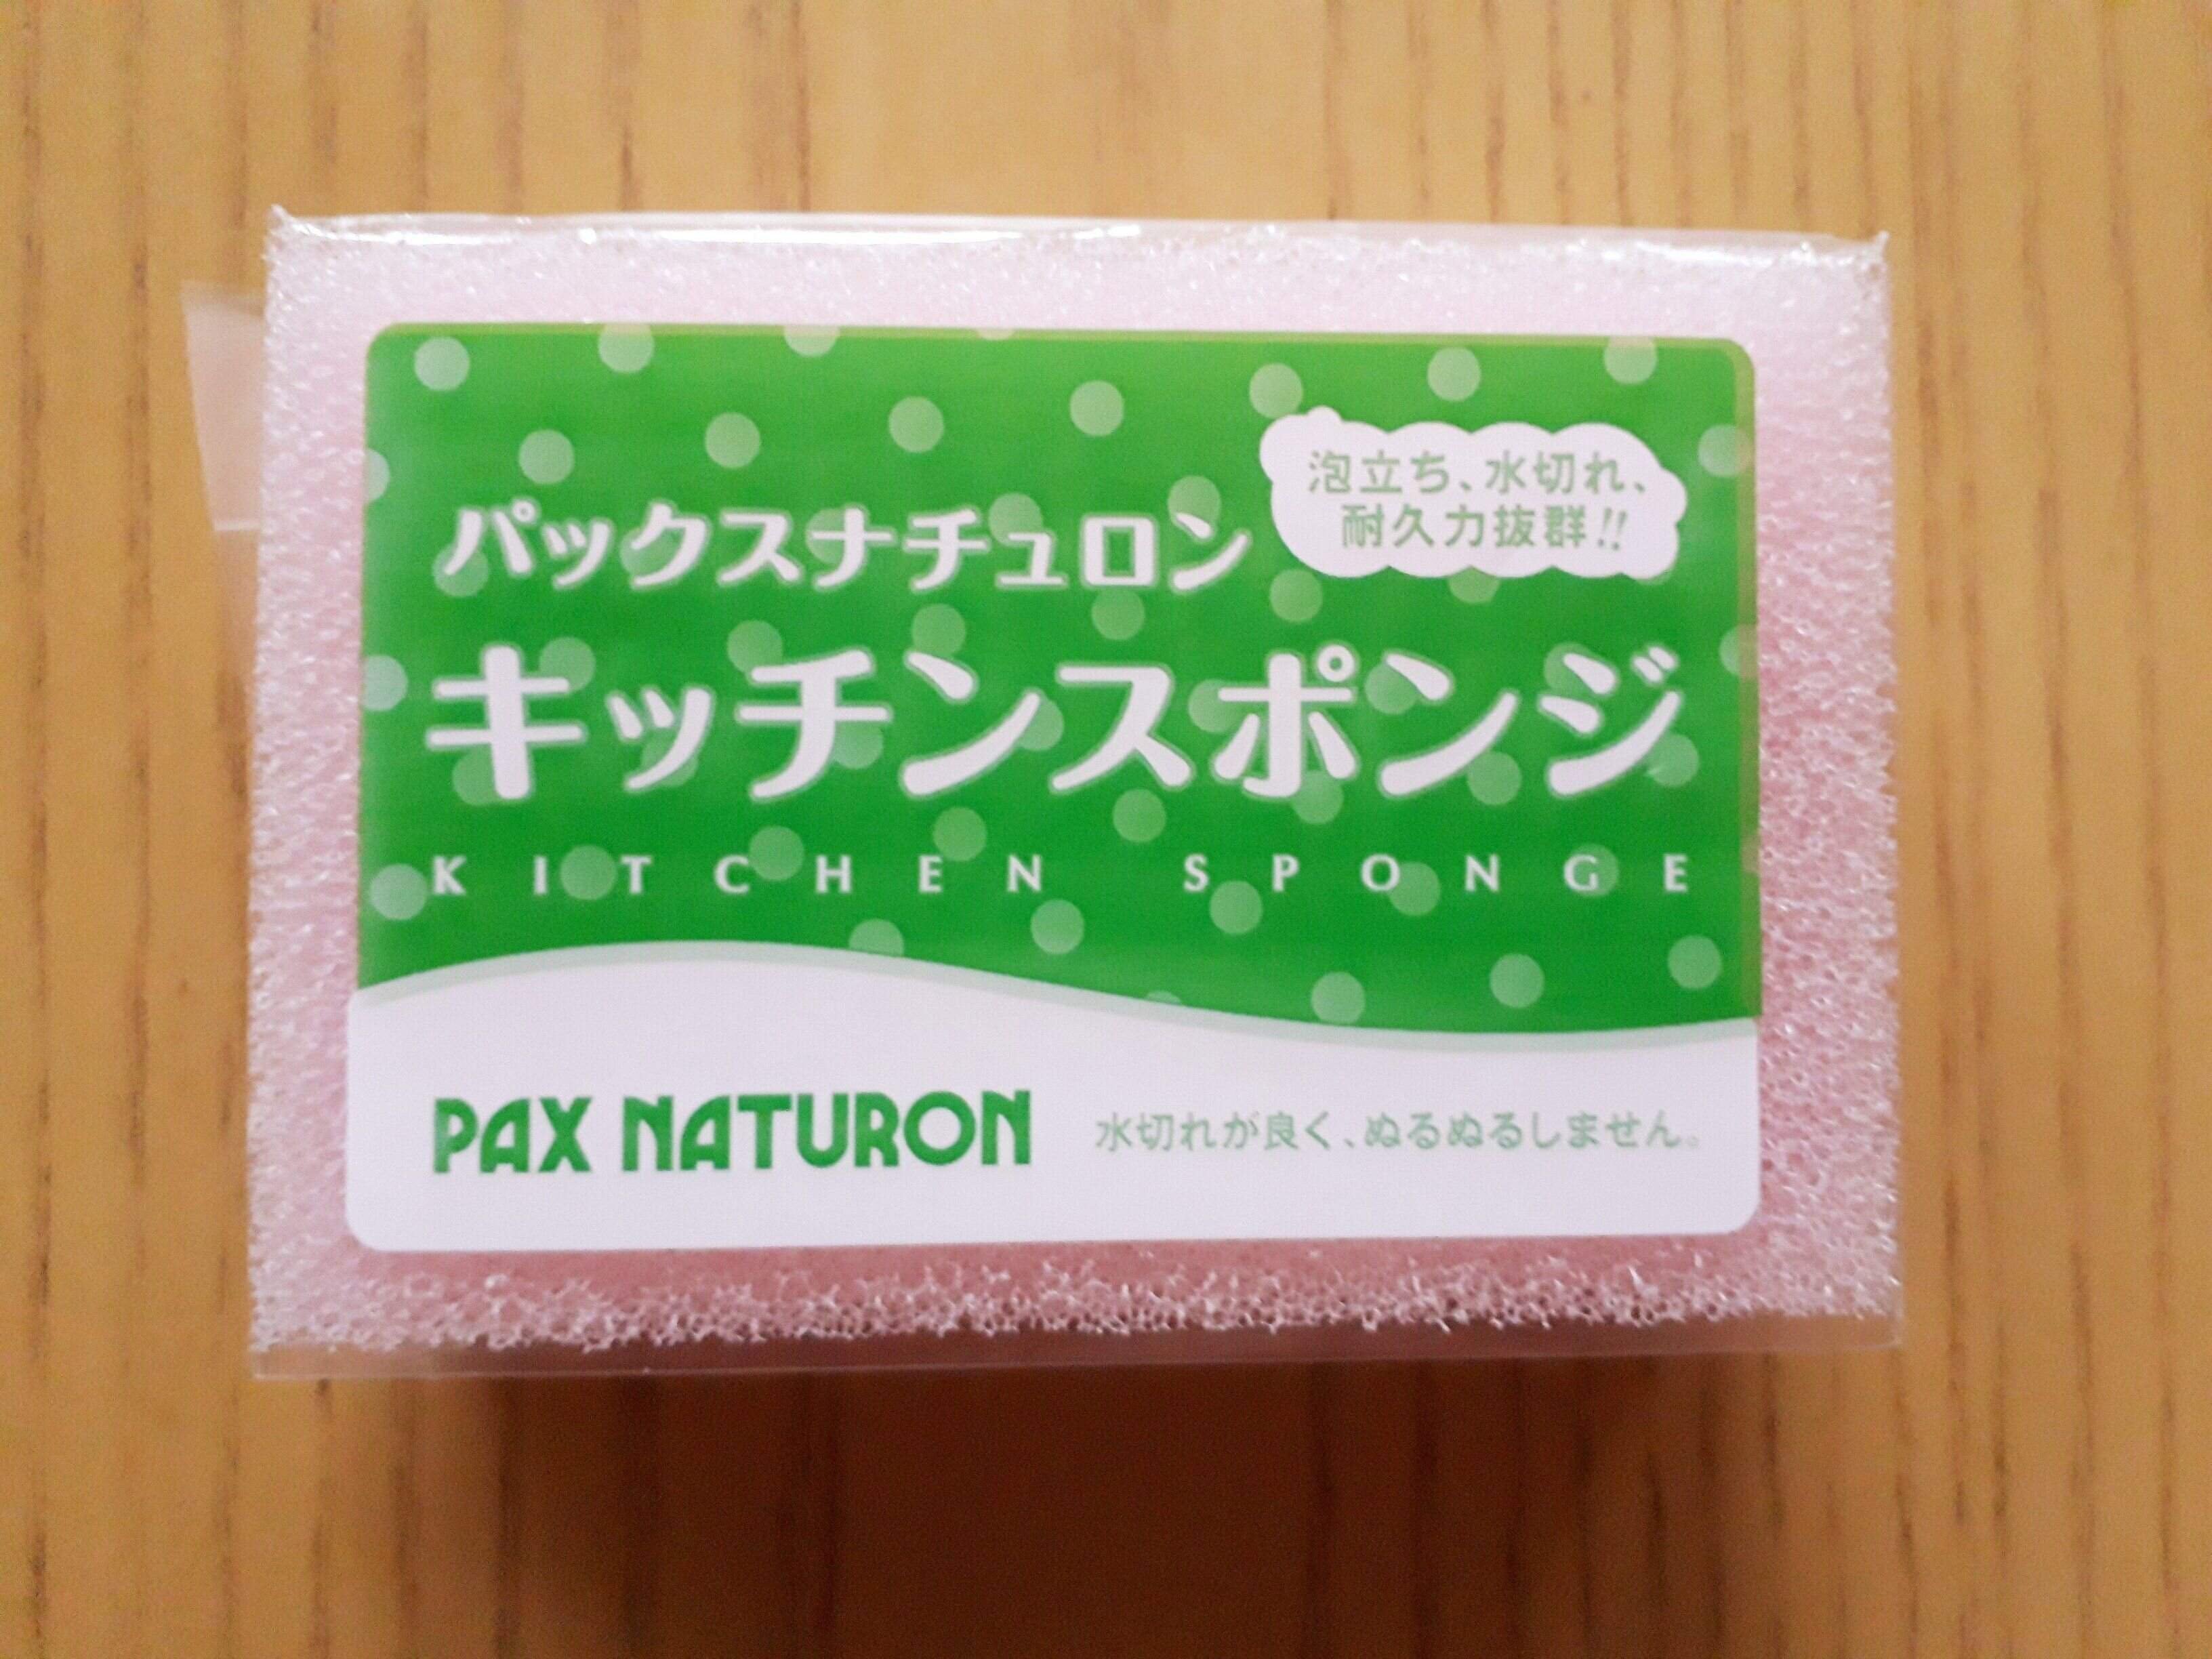 泡立ち、水切れ、
耐久力抜群!!
パックスナチュロン
キッチンスポンジ
KITCHEN SPONGE
PAX NATURON
水切れが良く、ぬるぬるしません。